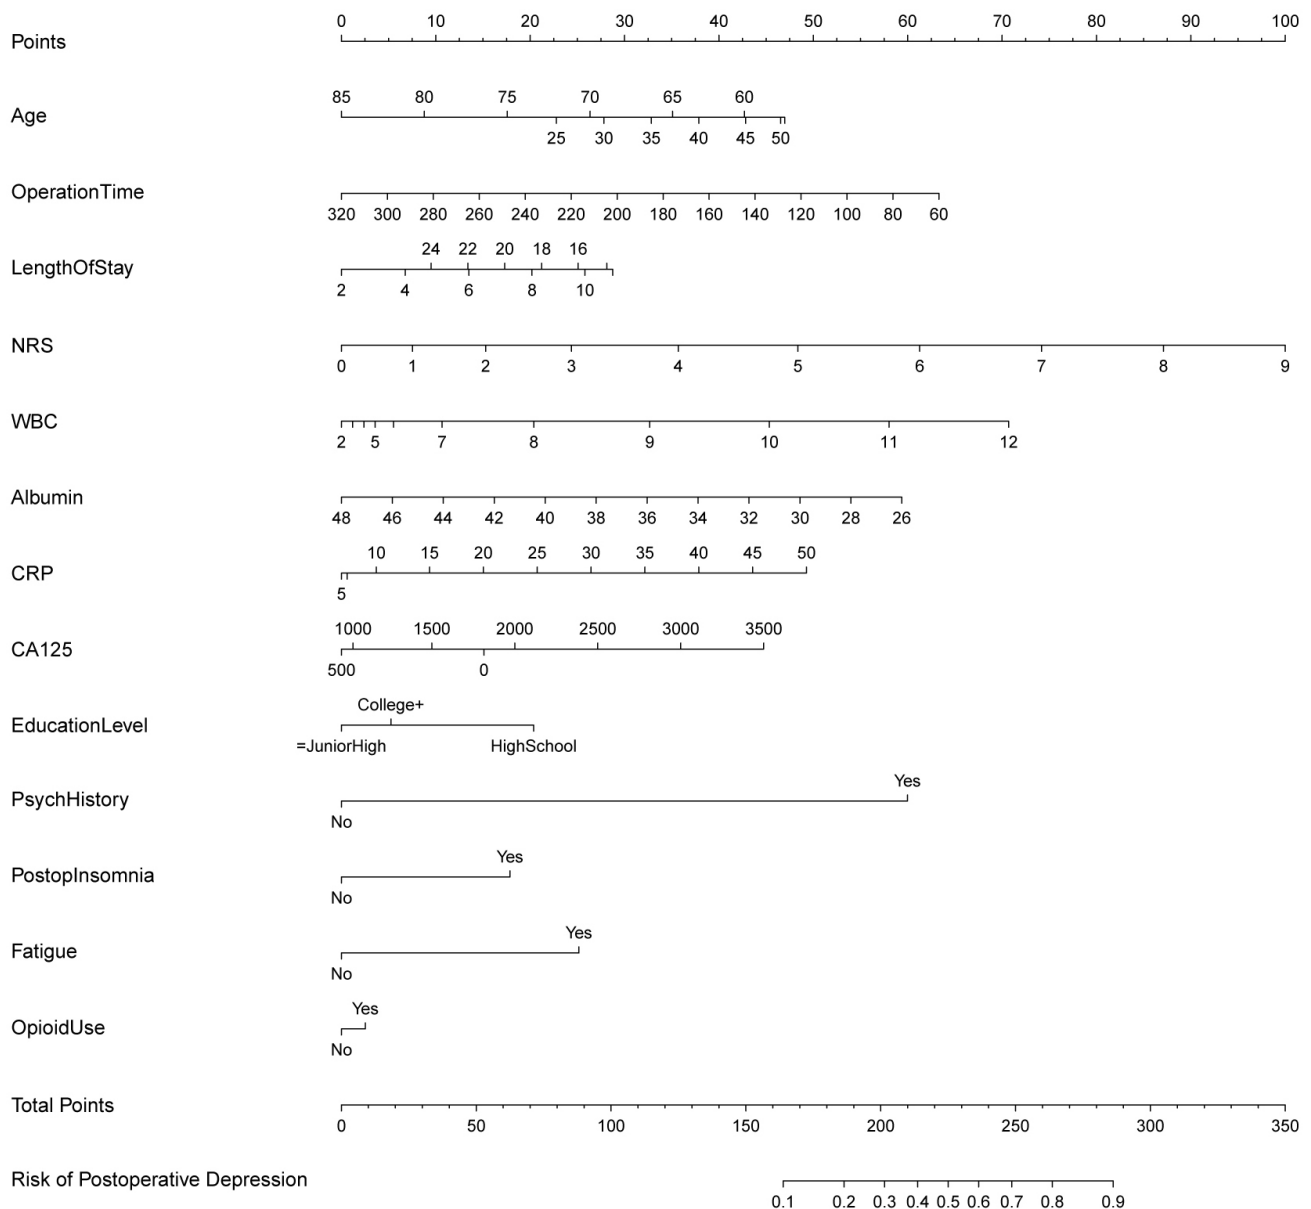 Points
0 10 20 30 40 50 60 70 80 90 100
Age
85 80 75 70 65 60
25 30 35 40 45 50
OperationTime
320 300 280 260 240 220 200 180 160 140 120 100 80 60
LengthOfStay
24 22 20 18 16
2 4 6 8 10
NRS
0 1 2 3 4 5 6 7 8 9
WBC
2 5 7 8 9 10 11 12
Albumin
48 46 44 42 40 38 36 34 32 30 28 26
CRP
10 15 20 25 30 35 40 45 50
5
CA125
1000 1500 2000 2500 3000 3500
500 0
EducationLevel
College+
=JuniorHigh HighSchool
PsychHistory
Yes
No
PostopInsomnia
Yes
No
Fatigue
Yes
No
OpioidUse
Yes
No
Total Points
0 50 100 150 200 250 300 350
Risk of Postoperative Depression
0.1 0.2 0.3 0.4 0.5 0.6 0.7 0.8 0.9